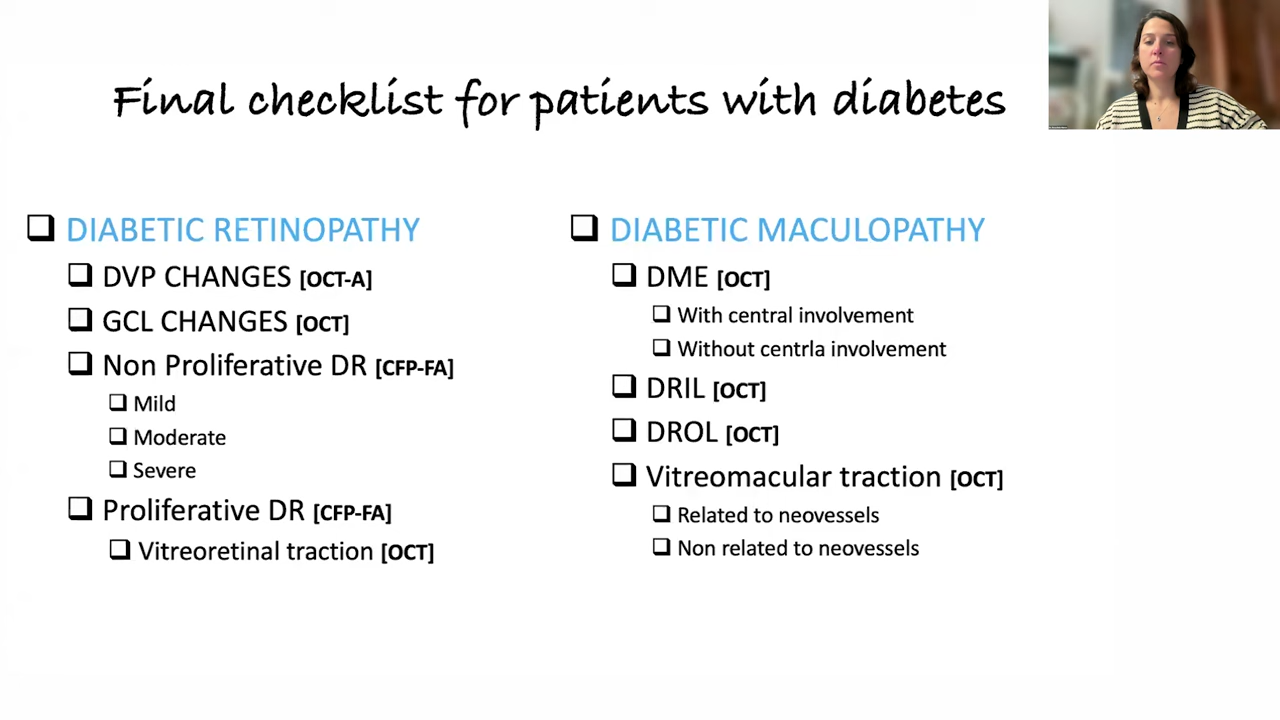 Final checklist for patients with diabetes
DIABETIC RETINOPATHY
DVP CHANGES [OCT-A]
GCL CHANGES [OCT]
Non Proliferative DR [CFP-FA]
Mild
Moderate
Severe
Proliferative DR [CFP-FA]
Vitreoretinal traction [OCT]
DIABETIC MACULOPATHY
DME [OCT]
With central involvement
Without centrla involvement
DRIL [OCT]
DROL [OCT]
Vitreomacular traction [OCT]
Related to neovessels
Non related to neovessels